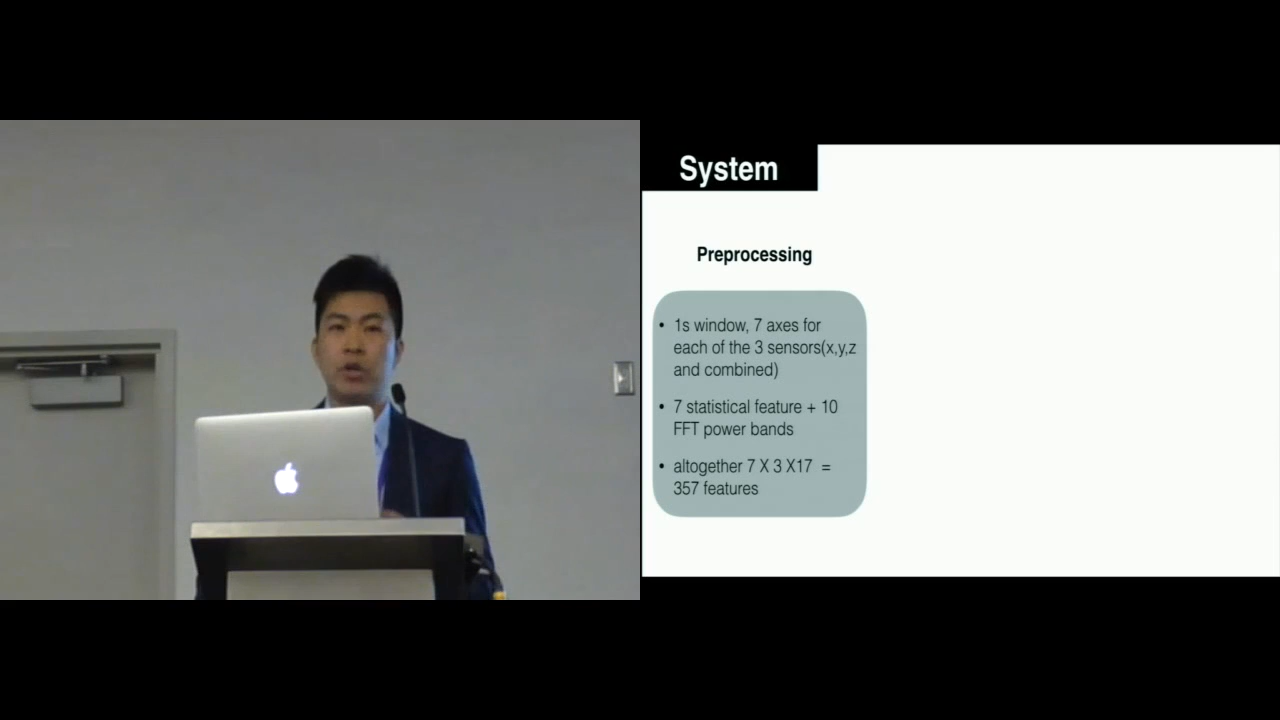 System
Preprocessing
• 1s window, 7 axes for
each of the 3 sensors(x,y,z
and combined)
• 7 statistical feature + 10
FFT power bands
• altogether 7 X 3 X17 =
357 features